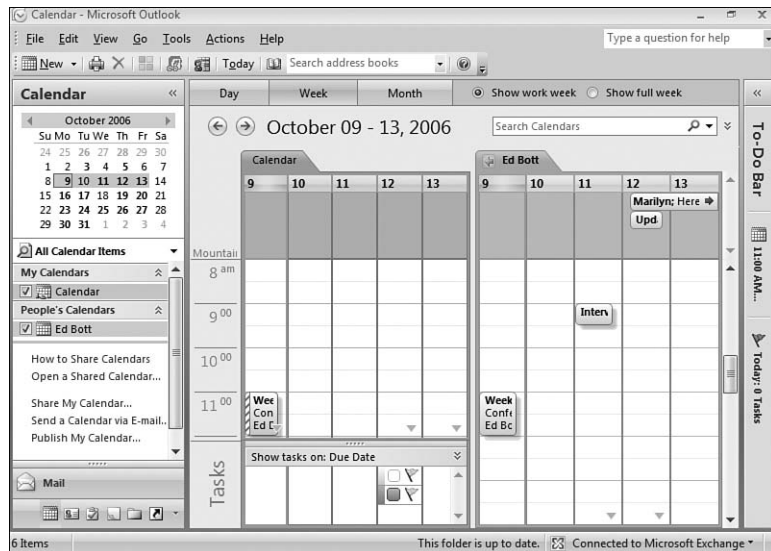 Calendar - Microsoft Outlook
File Edit View Go Tools Actions Help
Type a question for help
New
Today
Search address books
Calendar
Day Week Month
Show work week Show full week
October 2006
Su Mo Tu We Th Fr Sa
24 25 26 27 28 29 30
1 2 3 4 5 6 7
8 9 10 11 12 13 14
15 16 17 18 19 20 21
22 23 24 25 26 27 28
29 30 31 1 2 3 4
All Calendar Items
My Calendars
Calendar
People's Calendars
Ed Bott
How to Share Calendars
Open a Shared Calendar...
Share My Calendar...
Send a Calendar via E-mail..
Publish My Calendar...
Mail
October 09 - 13, 2006
Search Calendars
Calendar
9 10 11 12 13
Mountain
8 am
9 00
10 00
11 00
Wee
Con
Ed
Tasks
Show tasks on: Due Date
Ed Bott
9 10 11 12 13
Marilyn; Here
Upd
Interv
Week
Confe
Ed Bc
To-Do Bar
11:00 AM...
Today: 0 Tasks
6 Items
This folder is up to date.
Connected to Microsoft Exchange